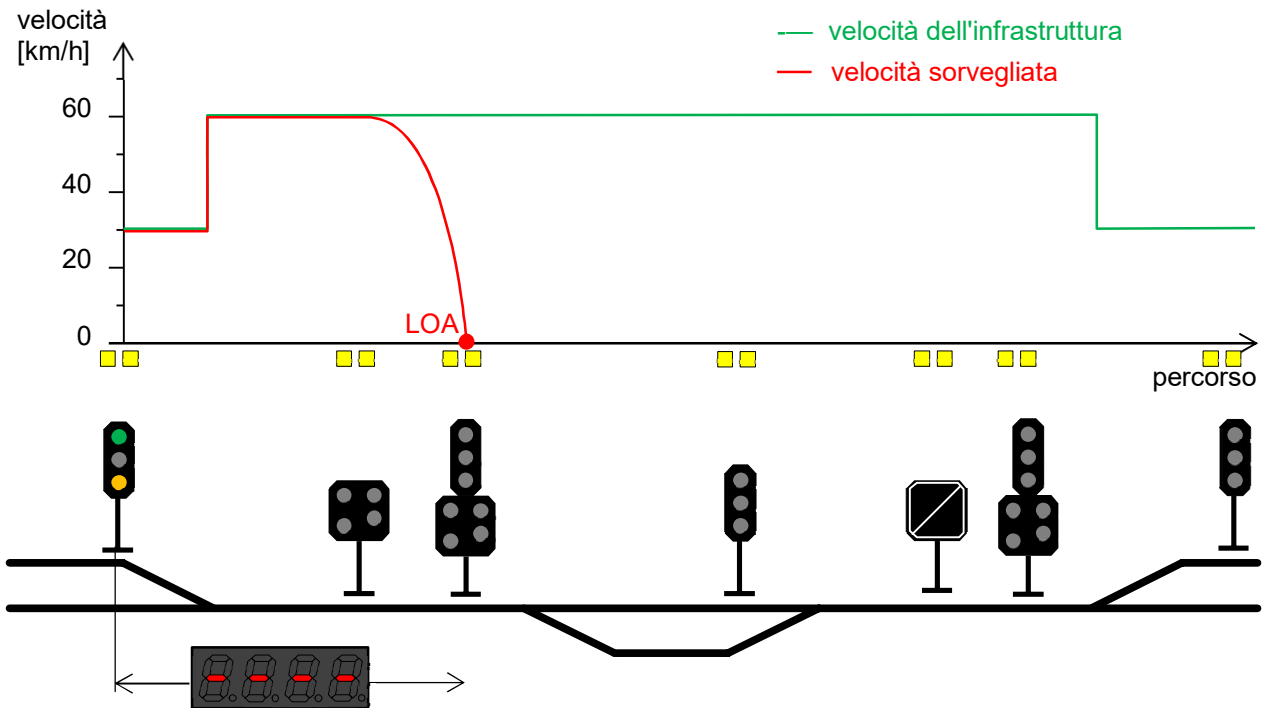 velocità
[km/h]
-— velocità dell'infrastruttura
— velocità sorvegliata
60
40
20
0
LOA
percorso
- - - -